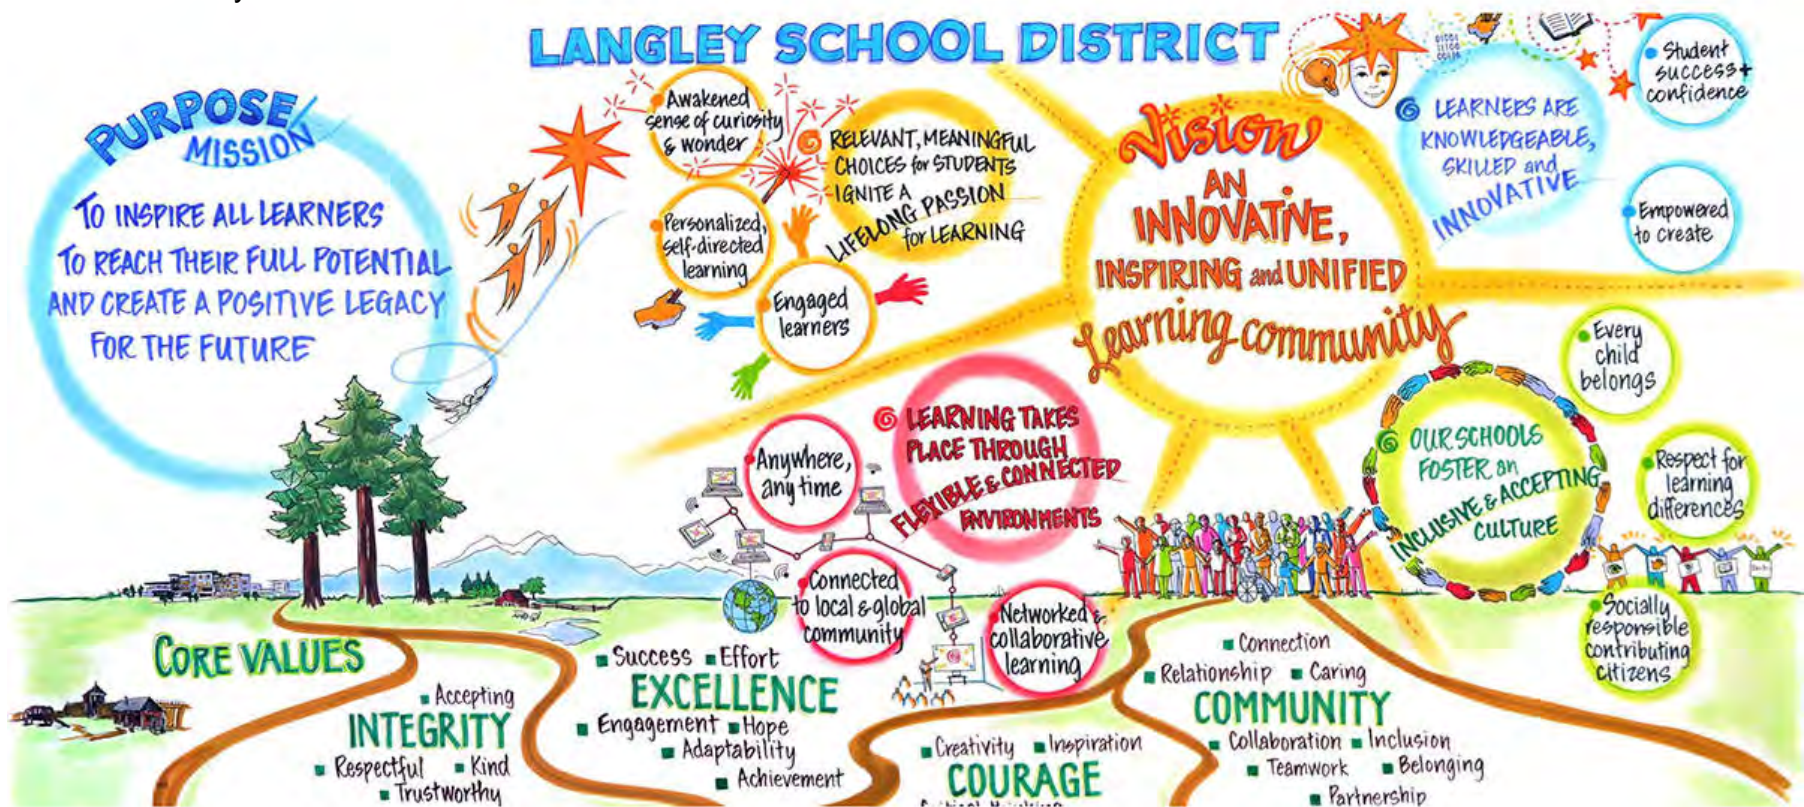 LANGLEY SCHOOL DISTRICT
PURPOSE/
MISSION
TO INSPIRE ALL LEARNERS
TO REACH THEIR FULL POTENTIAL
AND CREATE A POSITIVE LEGACY
FOR THE FUTURE
Awakened
sense of curiosity
& wonder
RELEVANT, MEANINGFUL
CHOICES for STUDENTS
IGNITE A
LIFELONG PASSION
for LEARNING
Personalized,
self-directed
learning
Engaged
learners
Vision
AN
INNOVATIVE,
INSPIRING and UNIFIED
Learning community
LEARNERS ARE
KNOWLEDGEABLE,
SKILLED and
INNOVATIVE
Student
success +
confidence
Empowered
to create
LEARNING TAKES
PLACE THROUGH
FLEXIBLE & CONNECTED
ENVIRONMENTS
Anywhere,
any time
Connected
to local & global
community
Networked &
collaborative
learning
OUR SCHOOLS
FOSTER an
INCLUSIVE & ACCEPTING
CULTURE
Every
child
belongs
Respect for
learning
differences
Socially
responsible
contributing
citizens
CORE VALUES
Accepting
INTEGRITY
Respectful Kind
Trustworthy
Success Effort
EXCELLENCE
Engagement Hope
Adaptability
Achievement
Creativity Inspiration
COURAGE
Connection
Relationship Caring
COMMUNITY
Collaboration Inclusion
Teamwork Belonging
Partnership